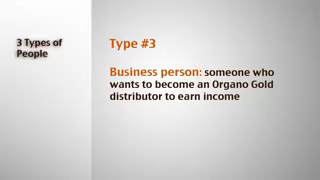 3 Types of
People
Type #3
Business person: someone who
wants to become an Organo Gold
distributor to earn income